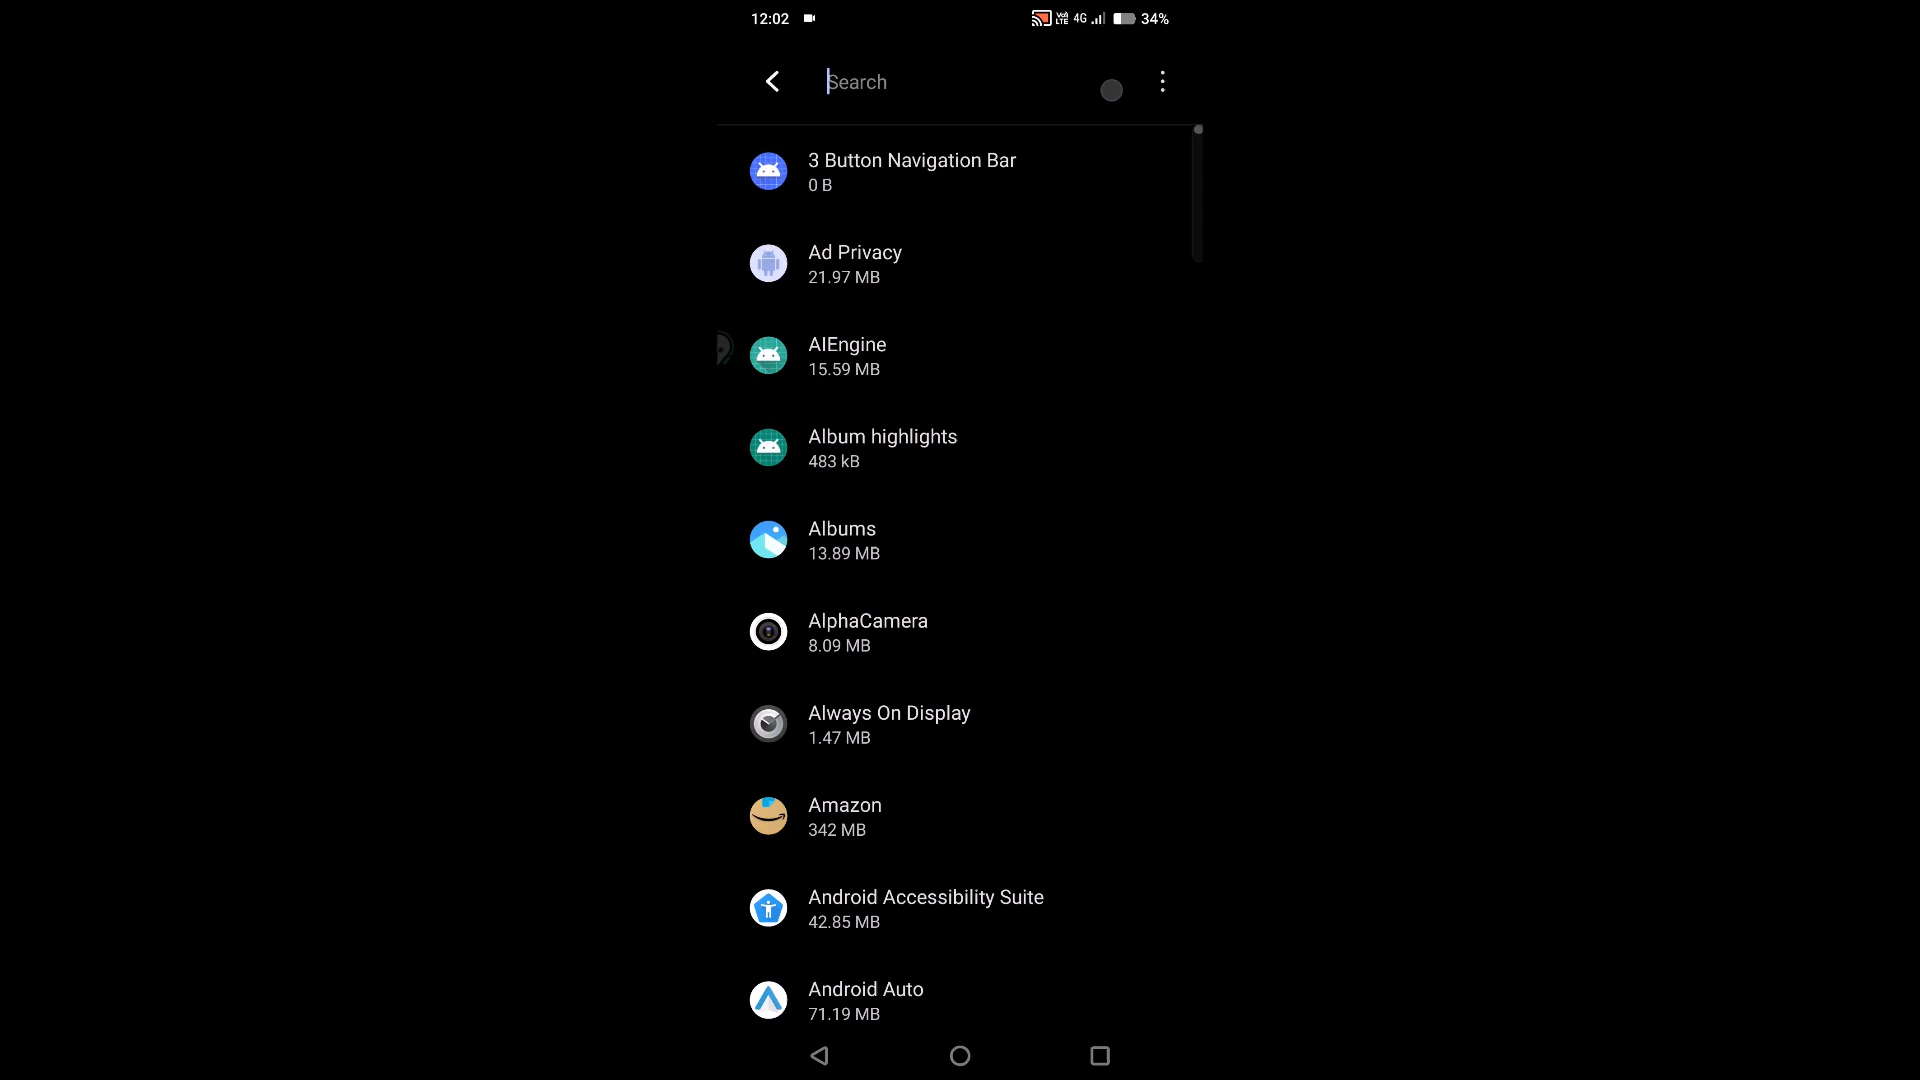 12:02
Vo) LTE 4G 34%
Search
3 Button Navigation Bar
0 B
Ad Privacy
21.97 MB
AIEngine
15.59 MB
Album highlights
483 kB
Albums
13.89 MB
AlphaCamera
8.09 MB
Always On Display
1.47 MB
Amazon
342 MB
Android Accessibility Suite
42.85 MB
Android Auto
71.19 MB